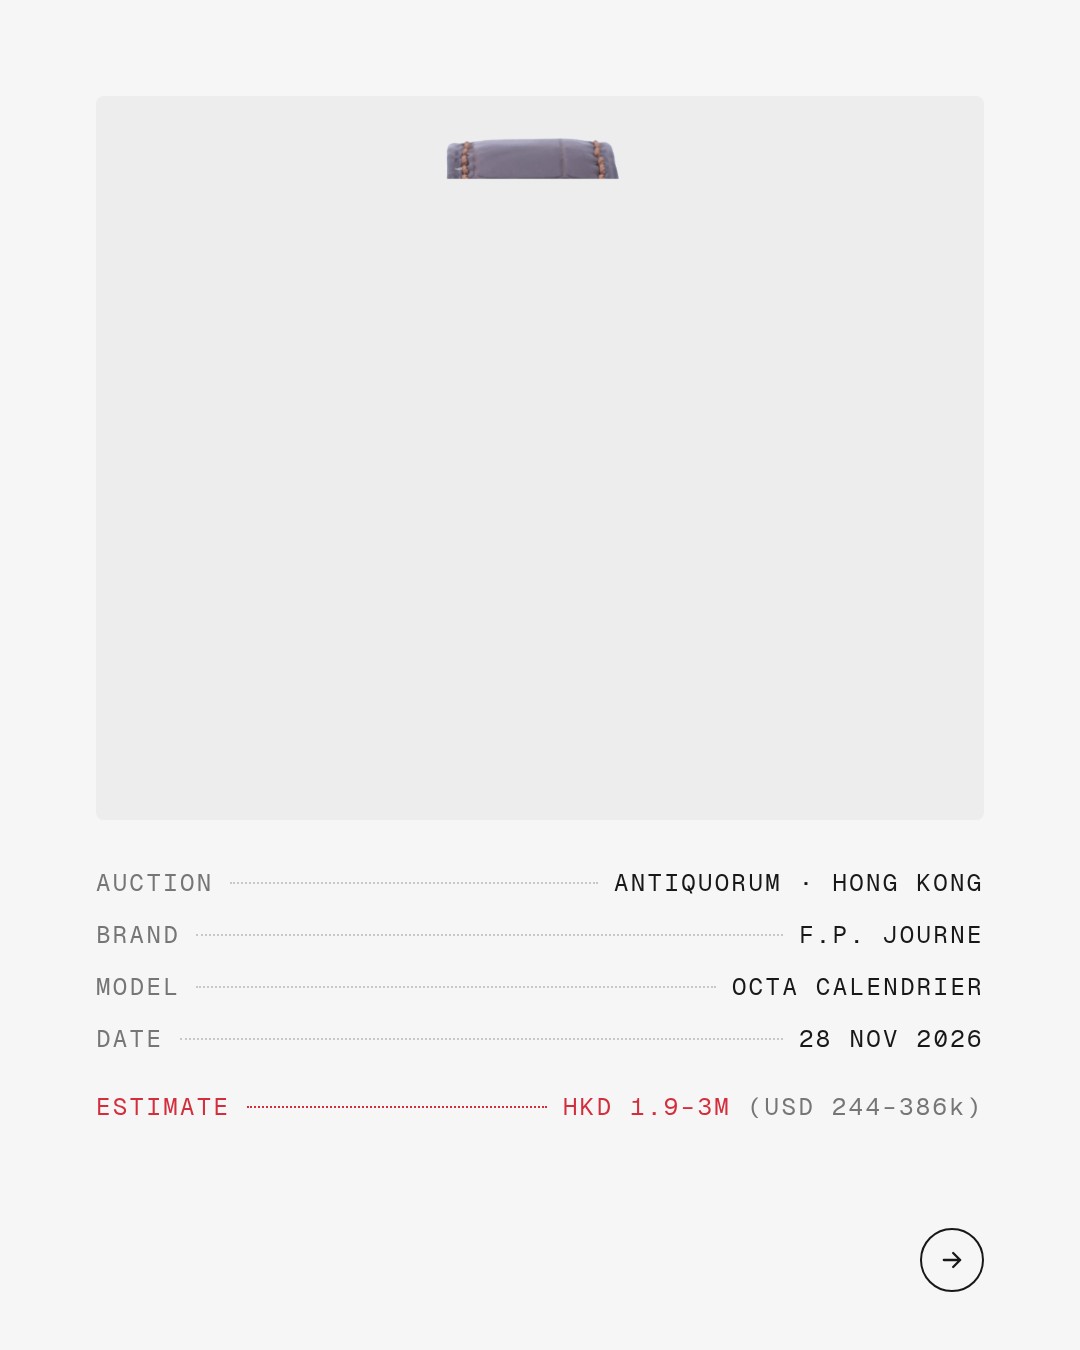 AUCTION ANTIQUORUM · HONG KONG
BRAND F.P. JOURNE
MODEL OCTA CALENDRIER
DATE 28 NOV 2026
ESTIMATE HKD 1.9–3M (USD 244–386k)